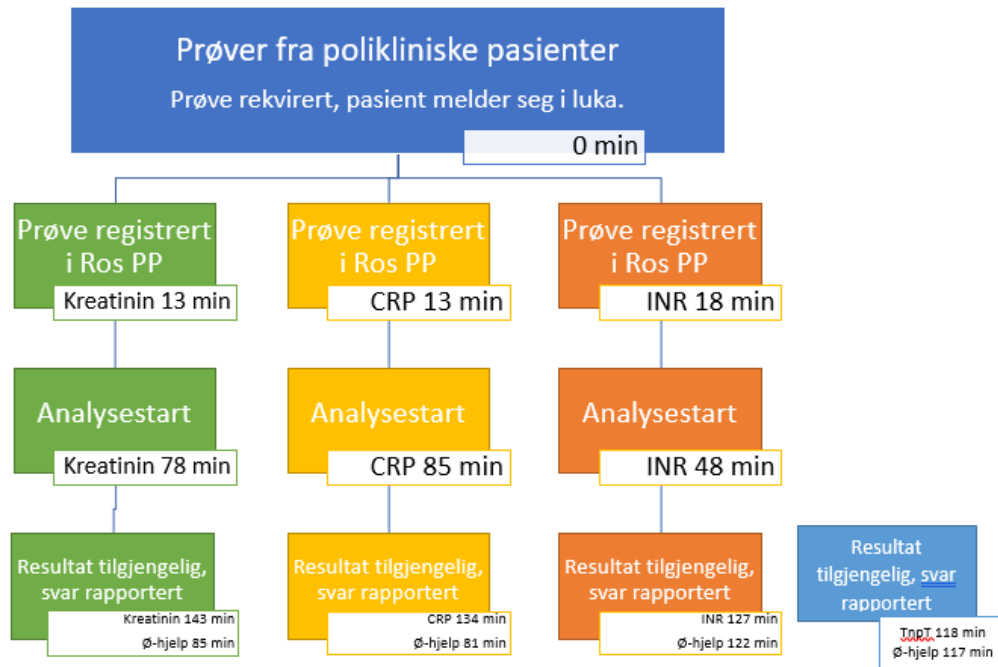 Prøver fra polikliniske pasienter
Prøve rekvirert, pasient melder seg i luka.
0 min
Prøve registrert
i Ros PP
Kreatinin 13 min
Prøve registrert
i Ros PP
CRP 13 min
Prøve registrert
i Ros PP
INR 18 min
Analysestart
Kreatinin 78 min
Analysestart
CRP 85 min
Analysestart
INR 48 min
Resultat tilgjengelig,
svar rapportert
Kreatinin 143 min
Ø-hjelp 85 min
Resultat tilgjengelig,
svar rapportert
CRP 134 min
Ø-hjelp 81 min
Resultat tilgjengelig,
svar rapportert
INR 127 min
Ø-hjelp 122 min
Resultat
tilgjengelig, svar
rapportert
TnpT 118 min
Ø-hjelp 117 min